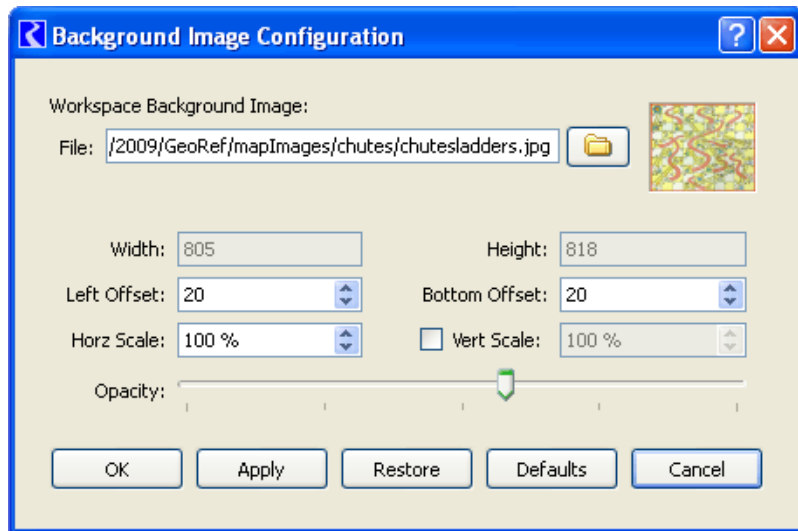 Background Image Configuration
Workspace Background Image:
File: /2009/GeoRef/mapImages/chutes/chutesladders.jpg
Width: 805 Height: 818
Left Offset: 20 Bottom Offset: 20
Horz Scale: 100 % Vert Scale: 100 %
Opacity:
OK Apply Restore Defaults Cancel